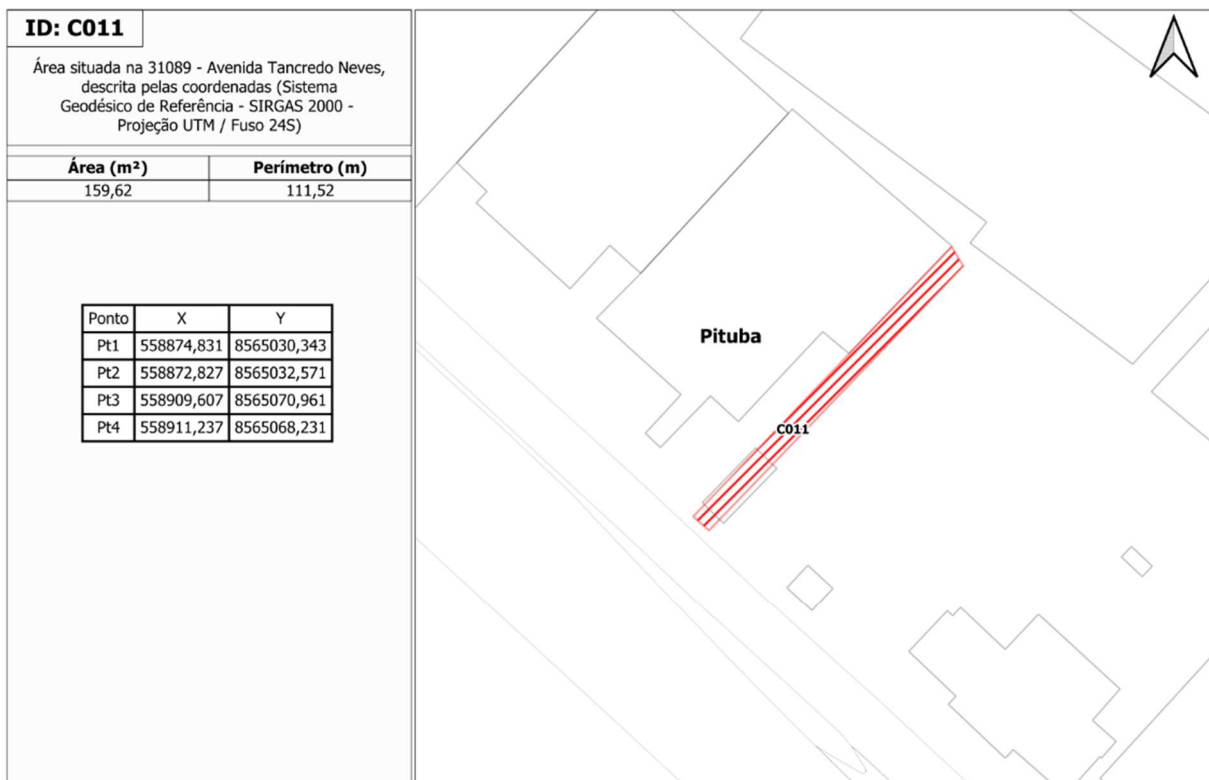 ID: C011
Área situada na 31089 - Avenida Tancredo Neves,
descrita pelas coordenadas (Sistema
Geodésico de Referência - SIRGAS 2000 -
Projeção UTM / Fuso 24S)
Área (m²) Perímetro (m)
159,62 111,52
Ponto X Y
Pt1 558874,831 8565030,343
Pt2 558872,827 8565032,571
Pt3 558909,607 8565070,961
Pt4 558911,237 8565068,231
Pituba
C011